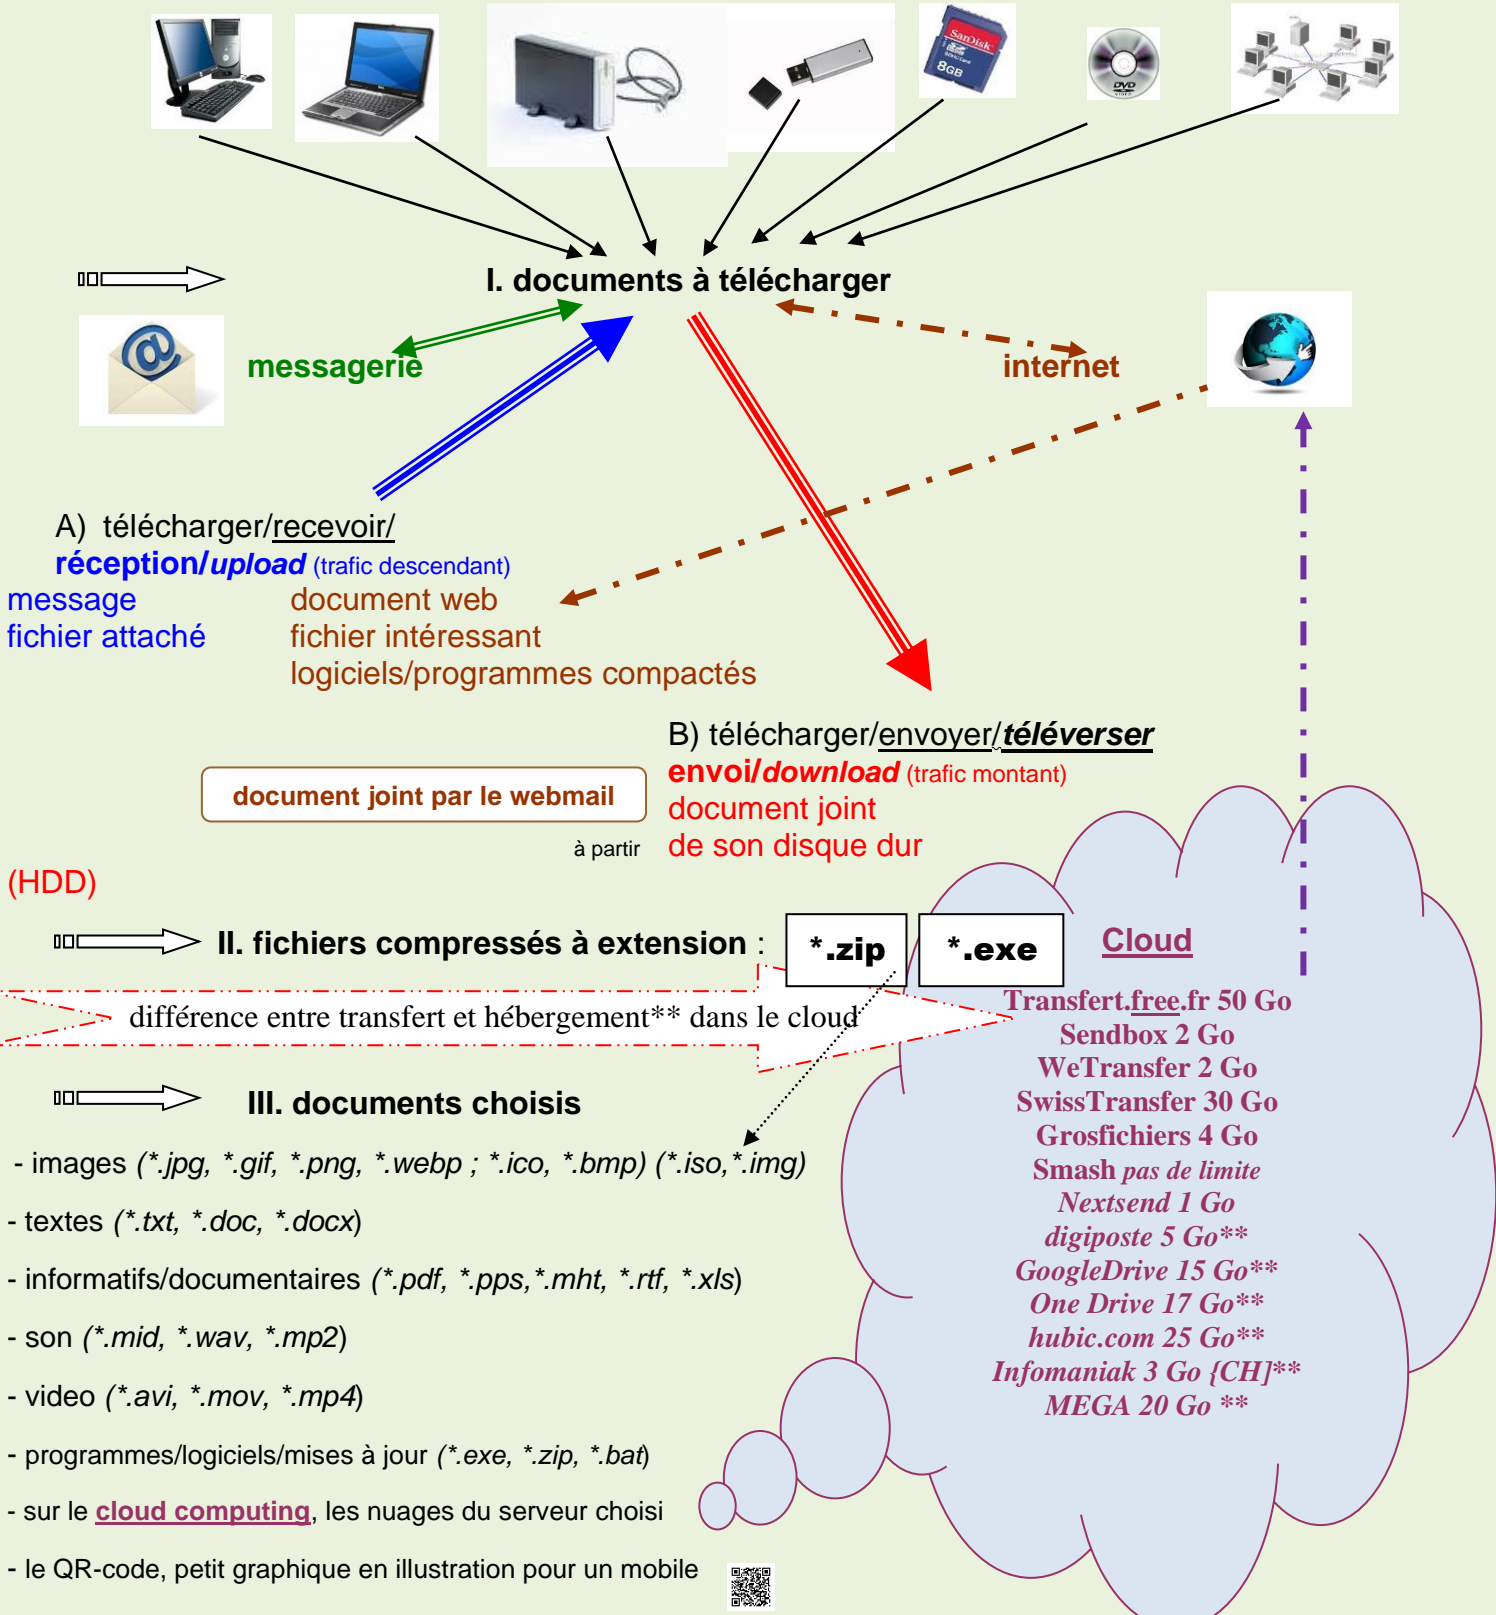 SanDisk
8GB
DVD
VIDEO
I. documents à télécharger
messagerie
internet
A) télécharger/recevoir/
réception/upload (trafic descendant)
message
fichier attaché
document web
fichier intéressant
logiciels/programmes compactés
B) télécharger/envoyer/téléverser
envoi/download (trafic montant)
document joint par le webmail
document joint
à partir de son disque dur
(HDD)
II. fichiers compressés à extension :
*.zip
*.exe
différence entre transfert et hébergement** dans le cloud
III. documents choisis
- images (*.jpg, *.gif, *.png, *.webp ; *.ico, *.bmp) (*.iso,*.img)
- textes (*.txt, *.doc, *.docx)
- informatifs/documentaires (*.pdf, *.pps,*.mht, *.rtf, *.xls)
- son (*.mid, *.wav, *.mp2)
- video (*.avi, *.mov, *.mp4)
- programmes/logiciels/mises à jour (*.exe, *.zip, *.bat)
- sur le cloud computing, les nuages du serveur choisi
- le QR-code, petit graphique en illustration pour un mobile
Cloud
Transfert.free.fr 50 Go
Sendbox 2 Go
WeTransfer 2 Go
SwissTransfer 30 Go
Grosfichiers 4 Go
Smash pas de limite
Nextsend 1 Go
digiposte 5 Go**
GoogleDrive 15 Go**
One Drive 17 Go**
hubic.com 25 Go**
Infomaniak 3 Go {CH]**
MEGA 20 Go **